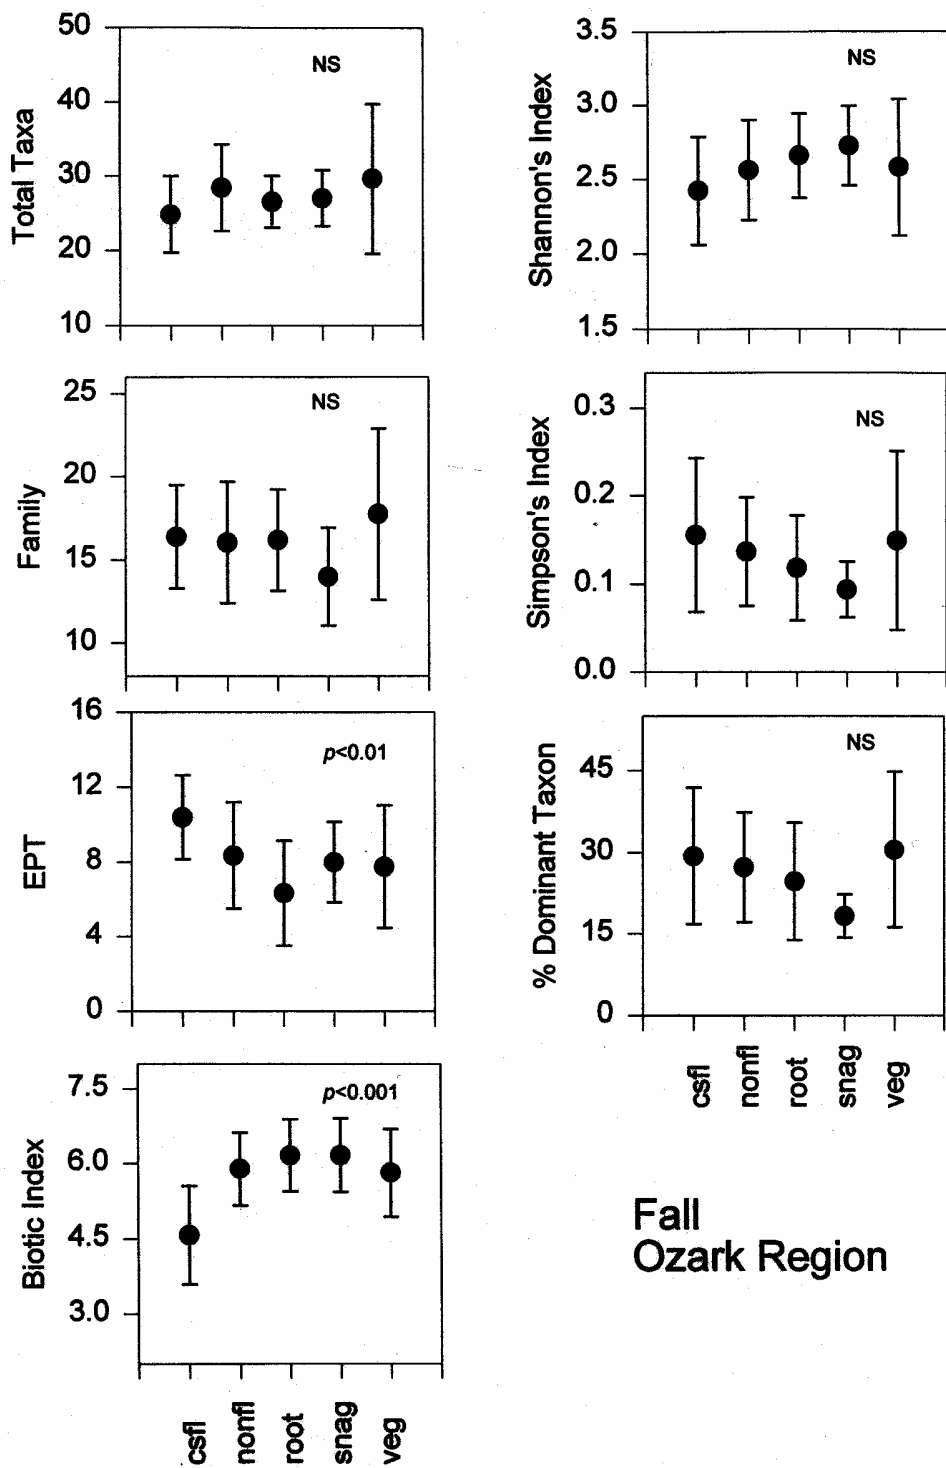 Total Taxa
50
40
30
20
10
NS
Shannon's Index
3.5
3.0
2.5
2.0
1.5
NS
Family
25
20
15
10
NS
Simpson's Index
0.3
0.2
0.1
0.0
NS
EPT
16
12
8
4
0
p<0.01
% Dominant Taxon
45
30
15
0
NS
csfl
nonfl
root
snag
veg
Biotic Index
7.5
6.0
4.5
3.0
p<0.001
csfl
nonfl
root
snag
veg
Fall
Ozark Region